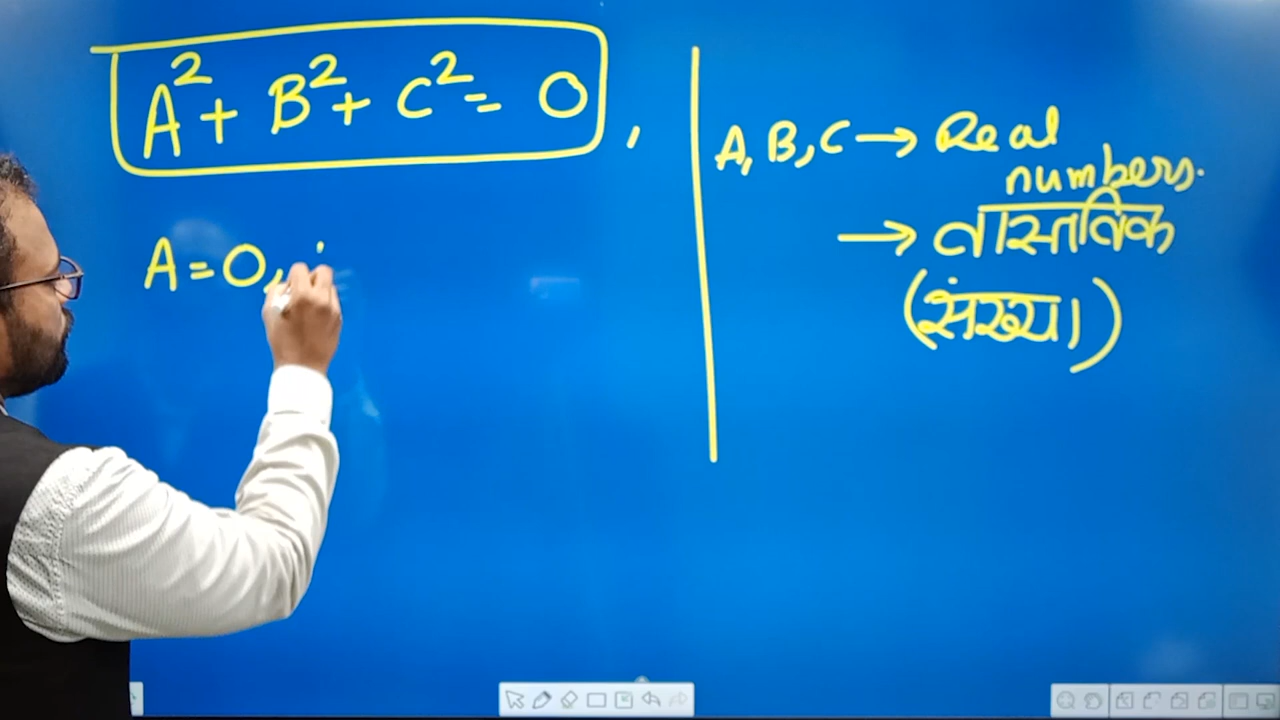 A² + B² + C² = 0 ,
A = 0,
A, B, C → Real
numbers.
→ वास्तविक
(संख्या)